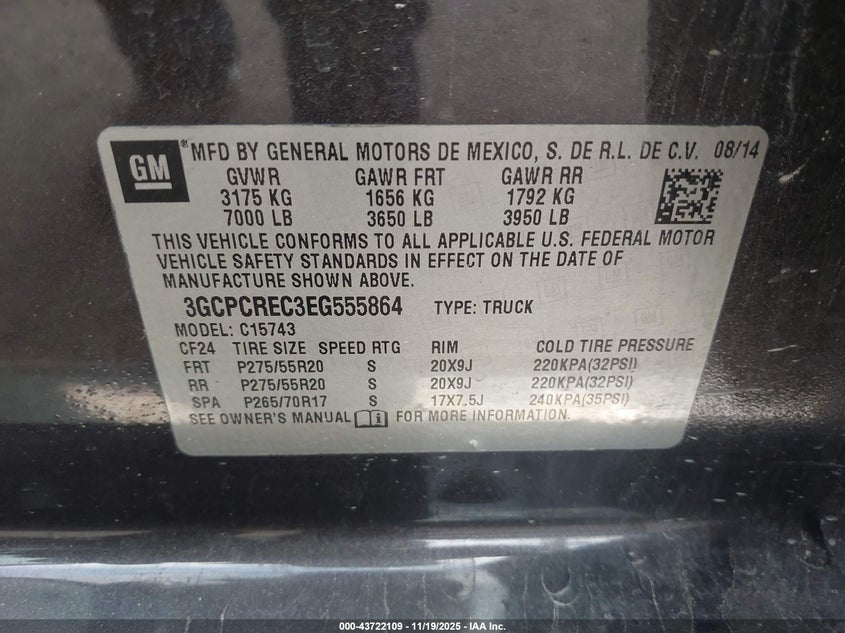 GM
MFD BY GENERAL MOTORS DE MEXICO, S. DE R.L. DE C.V. 08/14
GVWR GAWR FRT GAWR RR
3175 KG 1656 KG 1792 KG
7000 LB 3650 LB 3950 LB
THIS VEHICLE CONFORMS TO ALL APPLICABLE U.S. FEDERAL MOTOR
VEHICLE SAFETY STANDARDS IN EFFECT ON THE DATE OF
MANUFACTURE SHOWN ABOVE.
3GCPCREC3EG555864 TYPE: TRUCK
MODEL: C15743
CF24 TIRE SIZE SPEED RTG RIM COLD TIRE PRESSURE
FRT P275/55R20 S 20X9J 220KPA(32PSI)
RR P275/55R20 S 20X9J 220KPA(32PSI)
SPA P265/70R17 S 17X7.5J 240KPA(35PSI)
SEE OWNER'S MANUAL FOR MORE INFORMATION.
000-43722109 - 11/19/2025 - IAA Inc.